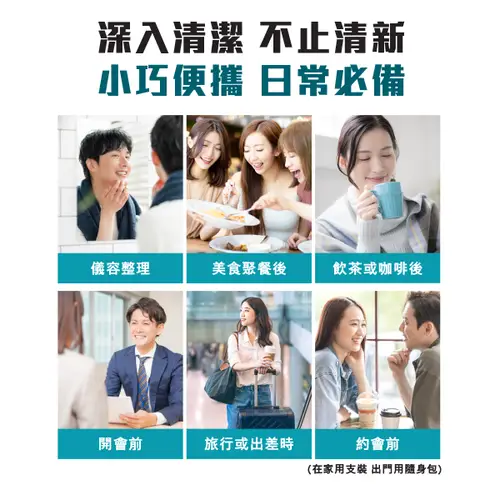 深入清潔 不止清新
小巧便攜 日常必備
儀容整理
美食聚餐後
飲茶或咖啡後
開會前
旅行或出差時
約會前
(在家用支裝 出門用隨身包)